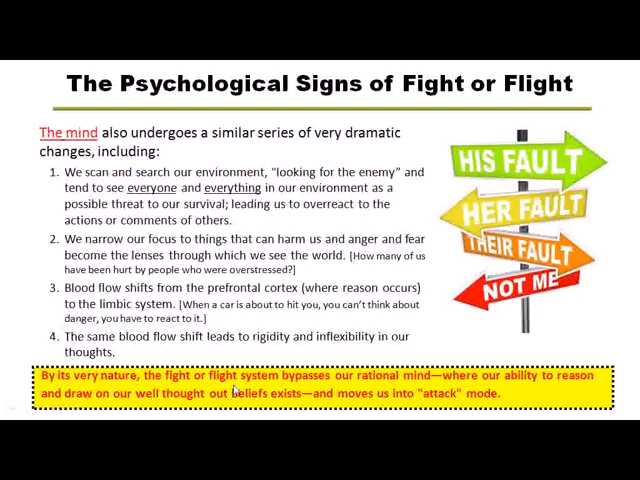 The Psychological Signs of Fight or Flight
The mind also undergoes a similar series of very dramatic
changes, including:
1. We scan and search our environment, "looking for the enemy” and
tend to see everyone and everything in our environment as a
possible threat to our survival; leading us to overreact to the
actions or comments of others.
2. We narrow our focus to things that can harm us and anger and fear
become the lenses through which we see the world. [How many of us
have been hurt by people who were overstressed?]
3. Blood flow shifts from the prefrontal cortex (where reason occurs)
to the limbic system. [When a car is about to hit you, you can’t think about
danger, you have to react to it.]
4. The same blood flow shift leads to rigidity and inflexibility in our
thoughts.
HIS FAULT
HER FAULT
THEIR FAULT
NOT ME
By its very nature, the fight or flight system bypasses our rational mind—where our ability to reason
and draw on our well thought out beliefs exists—and moves us into "attack" mode.